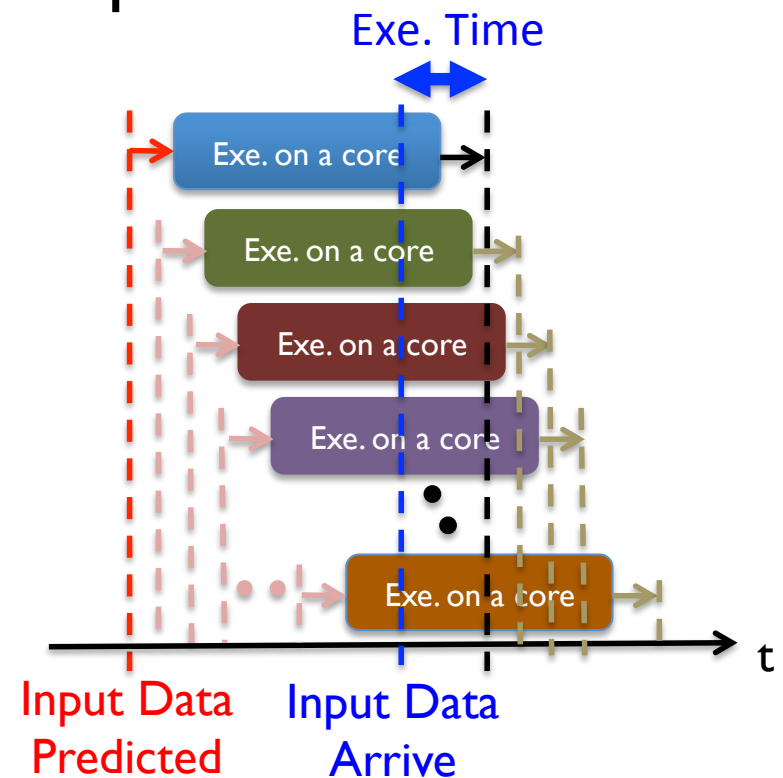 Exe. Time
Exe. on a core
Exe. on a core
Exe. on a core
Exe. on a core
Exe. on a core
t
Input Data
Predicted
Input Data
Arrive